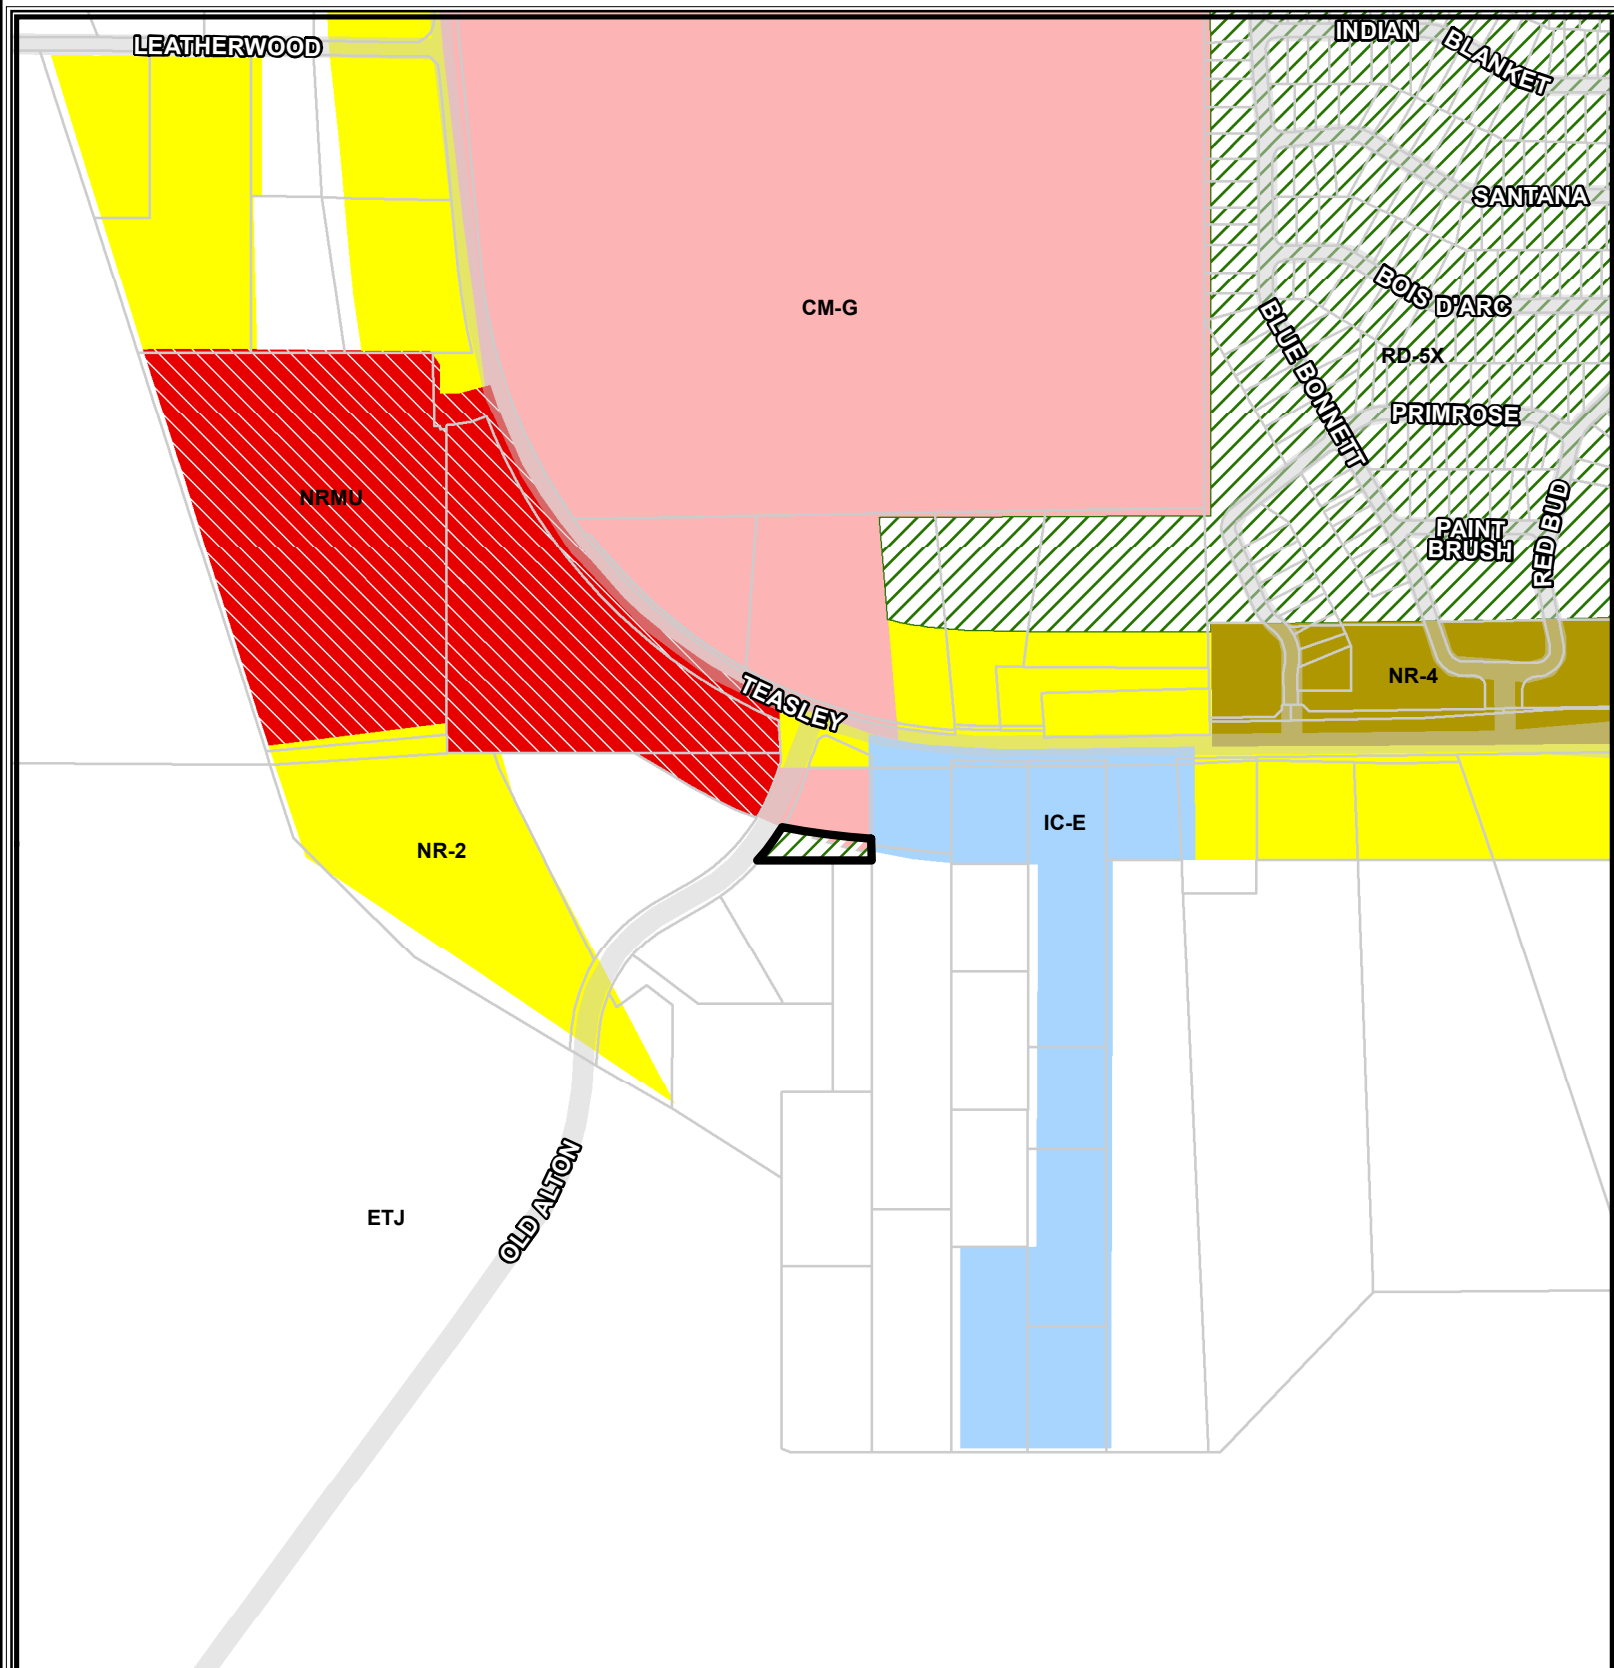 LEATHERWOOD
INDIAN
BLANKET
SANTANA
BOIS D'ARC
CM-G
BLUE BONNETT
RD-5X
PRIMROSE
NRMU
PAINT
BRUSH
RED BUD
NR-4
TEASLEY
IC-E
NR-2
OLD ALTON
ETJ